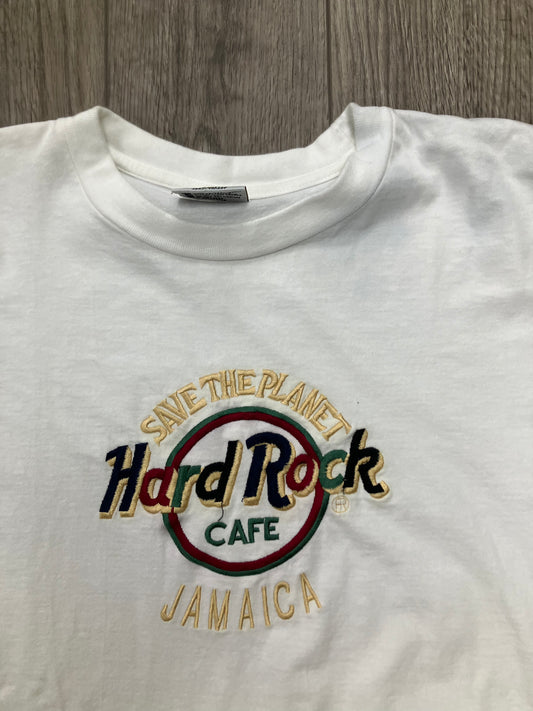 SAVE THE PLANET
Hard Rock
®
CAFE
JAMAICA